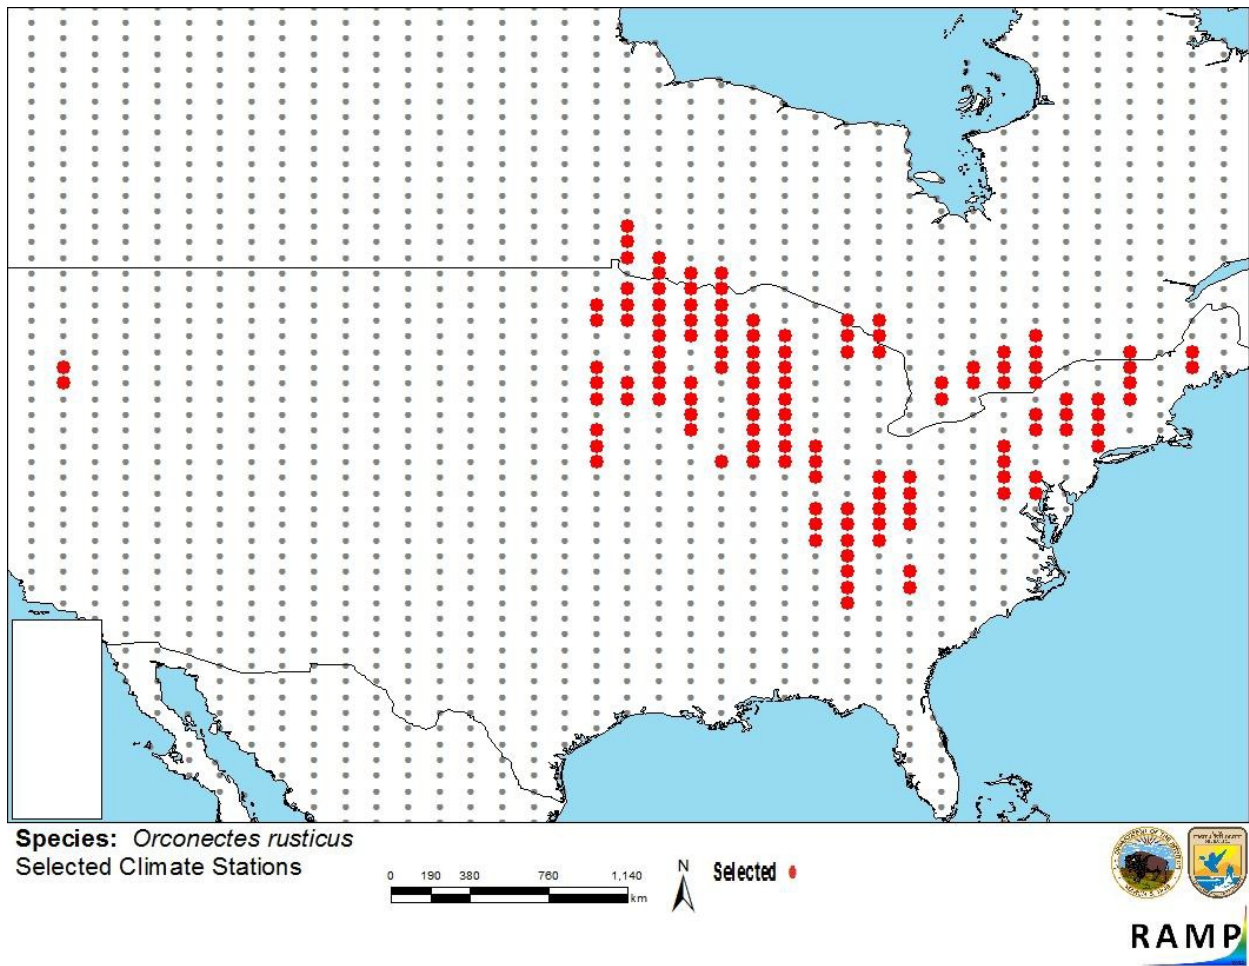 Species: Orconectes rusticus
Selected Climate Stations
0 190 380 760 1,140
km
N
Selected
RAMP